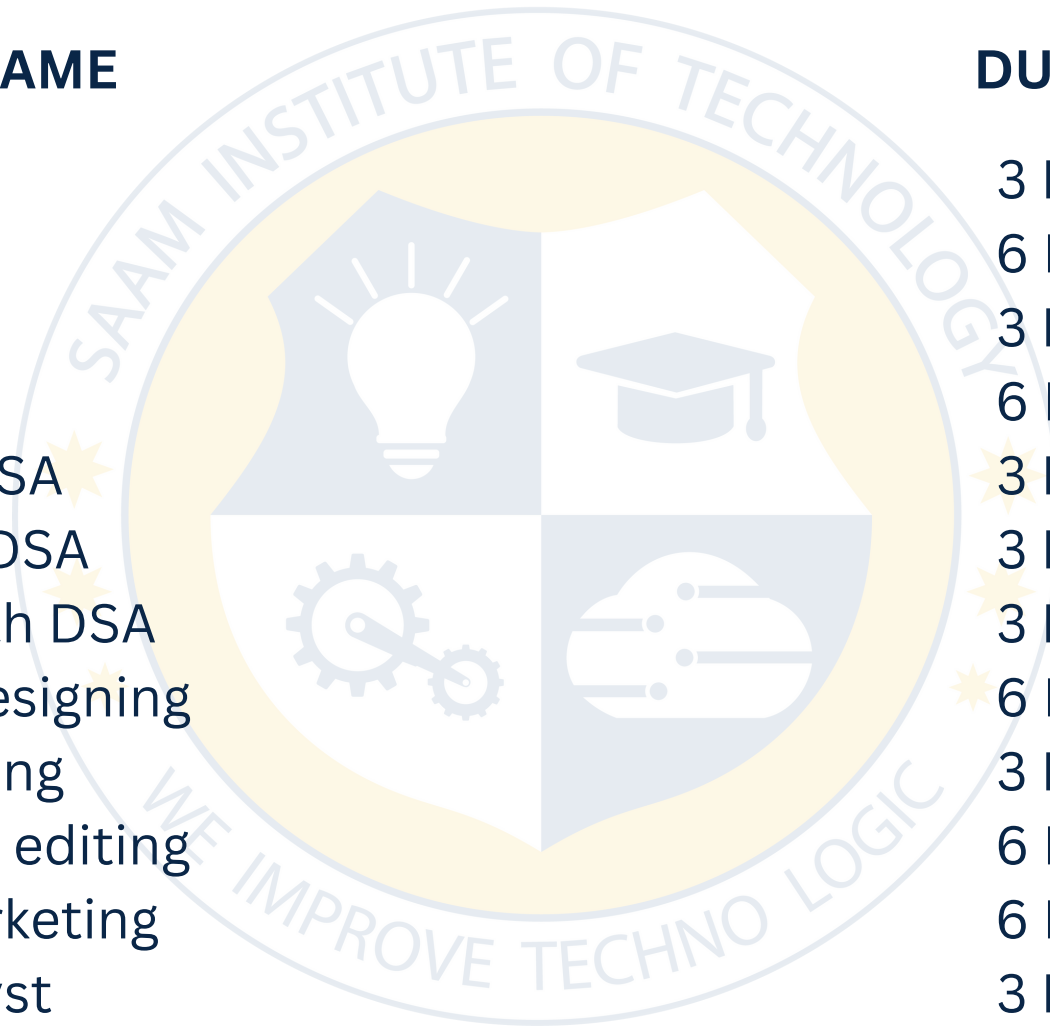 AME DU
SAAM INSTITUTE OF TECHNOLOGY
3
6
3
6
SA 3
DSA 3
h DSA 3
esigning 6
ng 3
editing 6
rketing 6
st 3
WE IMPROVE TECHNO LOGIC